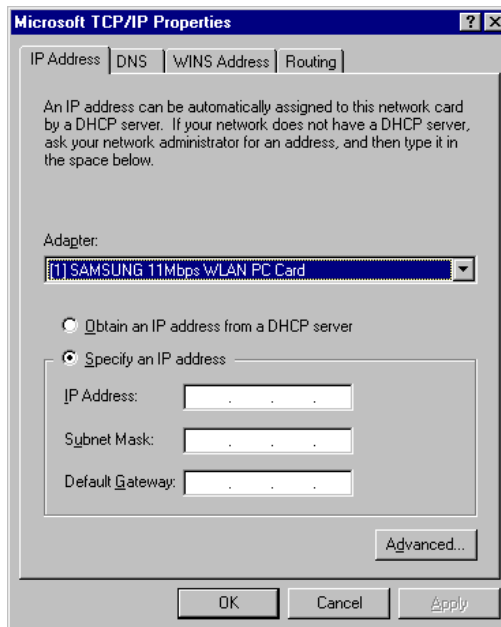 Microsoft TCP/IP Properties
IP Address DNS WINS Address Routing
An IP address can be automatically assigned to this network card
by a DHCP server. If your network does not have a DHCP server,
ask your network administrator for an address, and then type it in
the space below.
Adapter:
[1] SAMSUNG 11Mbps WLAN PC Card
Obtain an IP address from a DHCP server
Specify an IP address
IP Address: . . .
Subnet Mask: . . .
Default Gateway: . . .
Advanced...
OK Cancel Apply